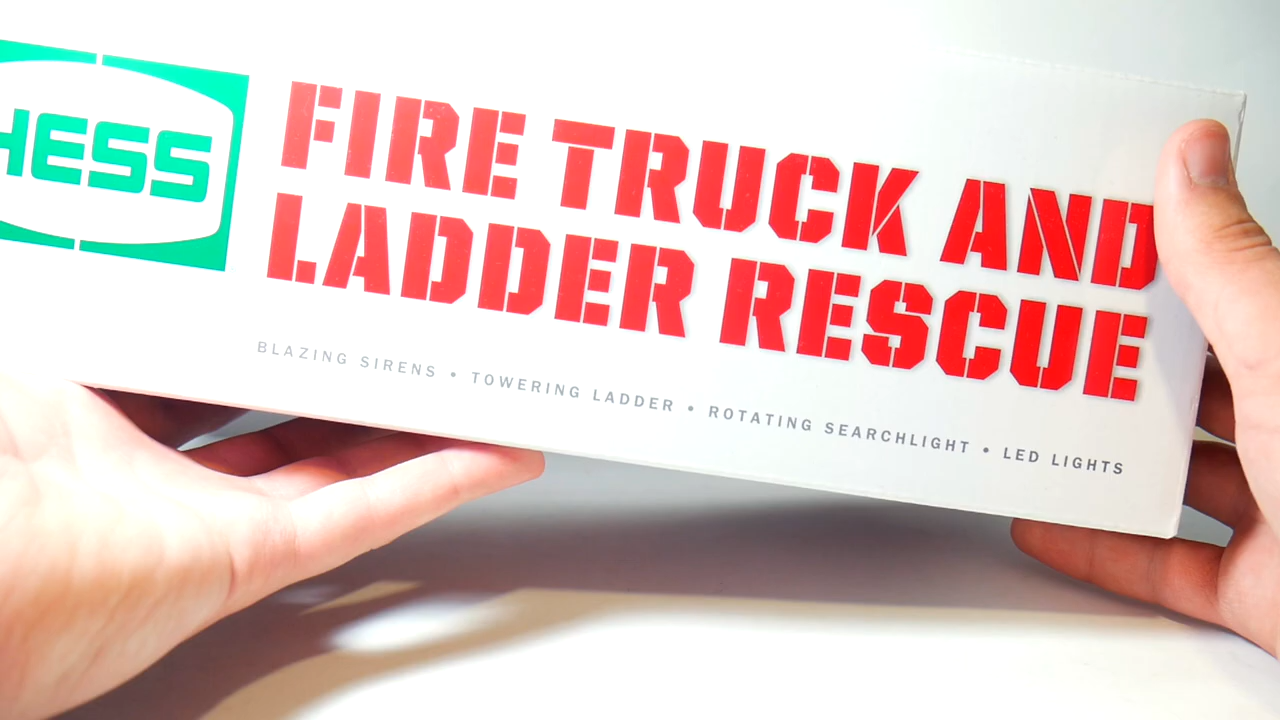 HESS
FIRE TRUCK AND
LADDER RESCUE
BLAZING SIRENS • TOWERING LADDER • ROTATING SEARCHLIGHT • LED LIGHTS